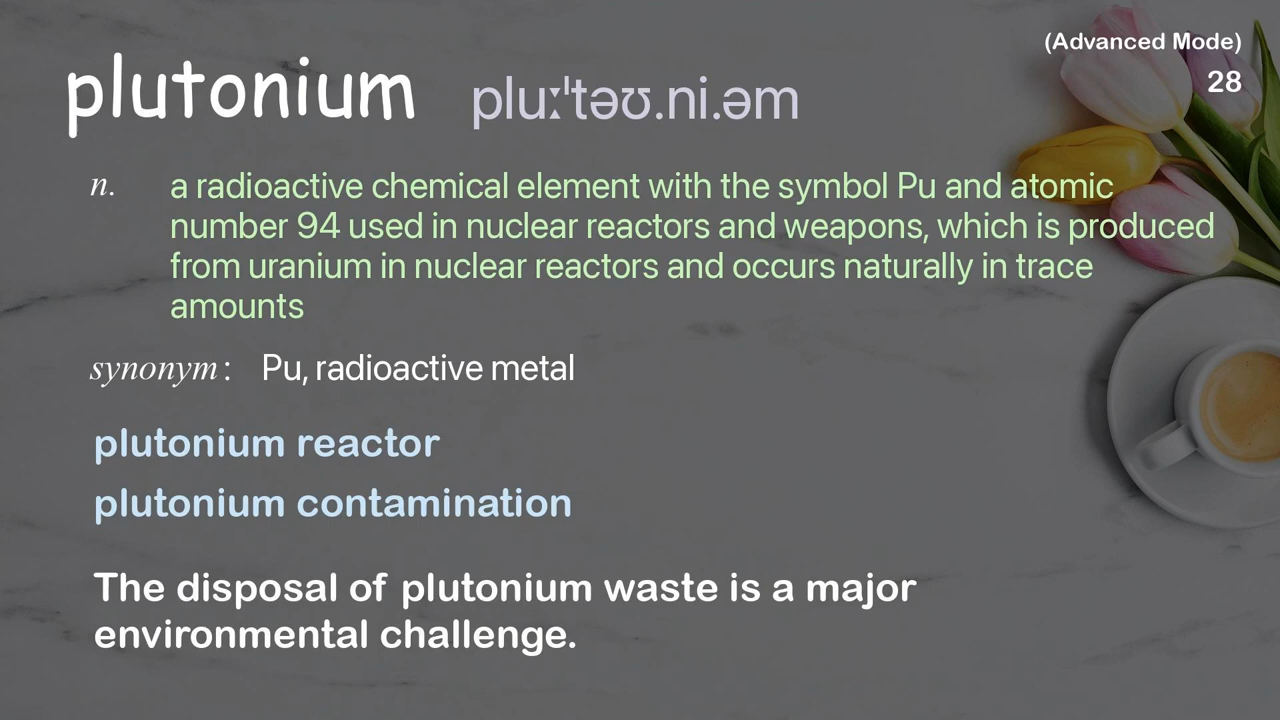 (Advanced Mode)
28
plutonium pluːˈtəʊ.ni.əm
n. a radioactive chemical element with the symbol Pu and atomic
number 94 used in nuclear reactors and weapons, which is produced
from uranium in nuclear reactors and occurs naturally in trace
amounts
synonym: Pu, radioactive metal
plutonium reactor
plutonium contamination
The disposal of plutonium waste is a major
environmental challenge.